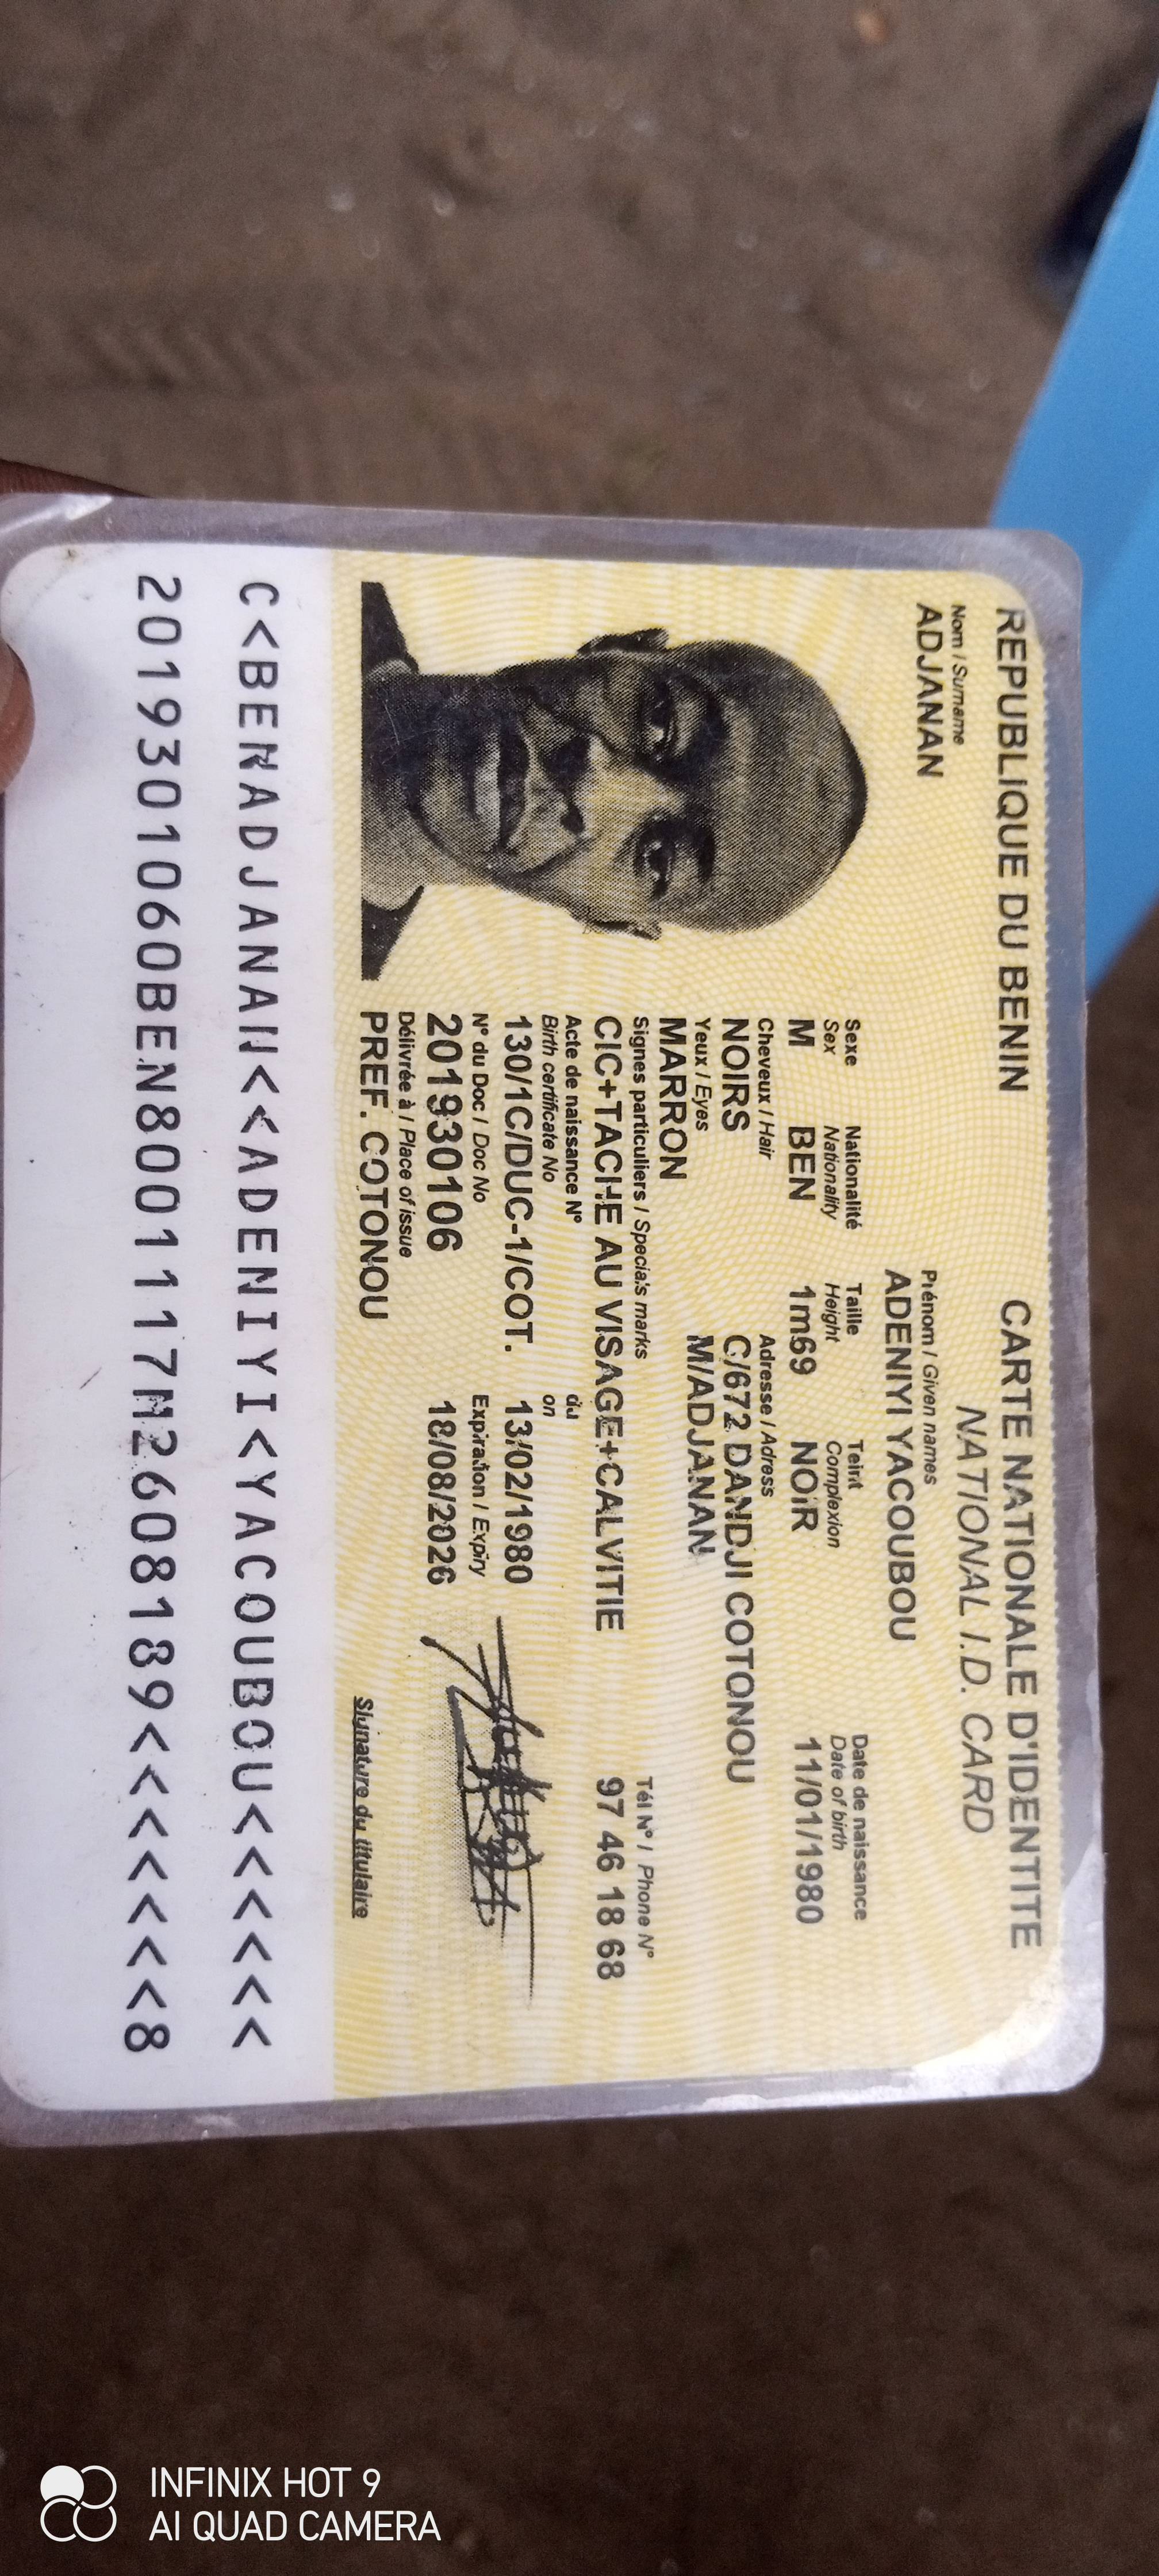 REPUBLIQUE DU BENIN
CARTE NATIONALE D'IDENTITE
NATIONAL I.D. CARD
Nom / Surname
ADJANAN
Prénom / Given names
ADENIYI YACOUBOU
Sexe
Sex
M
Nationalité
Nationality
BEN
Taille
Height
1m69
Teint
Complexion
NOIR
Date de naissance
Date of birth
11/01/1980
Cheveux / Hair
NOIRS
Adresse / Adress
C/672 DANDJI COTONOU
M/ADJANAN
Yeux / Eyes
MARRON
Signes particuliers / Specials marks
CIC+TACHE AU VISAGE+CALVITIE
Tél N° / Phone N°
97 46 18 68
Acte de naissance N°
Birth certificate No
130/1C/DUC-1/COT.
du
on
13/02/1980
N° du Doc / Doc No
201930106
Expiration / Expiry
18/08/2026
Délivrée à / Place of issue
PREF. COTONOU
Signature du titulaire
C<BENADJANAN<<ADENIYI<YACOUBOU<<<<<<
2019301060BEN8001117M2608189<<<<<<<8
INFINIX HOT 9
AI QUAD CAMERA